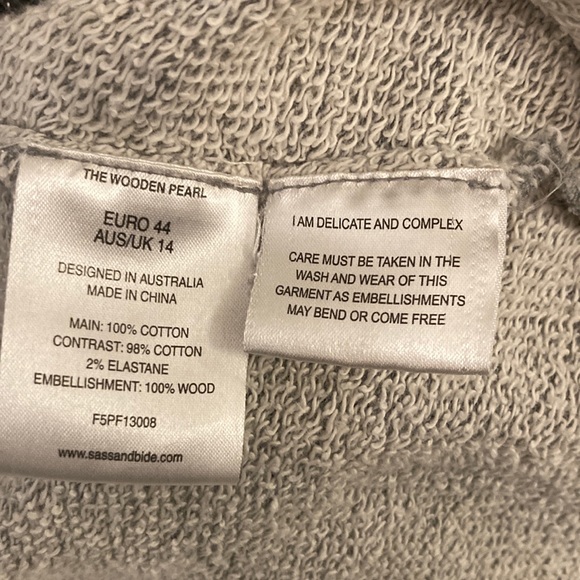 THE WOODEN PEARL
EURO 44
AUS/UK 14
DESIGNED IN AUSTRALIA
MADE IN CHINA
MAIN: 100% COTTON
CONTRAST: 98% COTTON
2% ELASTANE
EMBELLISHMENT: 100% WOOD
F5PF13008
www.sassandbide.com
I AM DELICATE AND COMPLEX
CARE MUST BE TAKEN IN THE
WASH AND WEAR OF THIS
GARMENT AS EMBELLISHMENTS
MAY BEND OR COME FREE